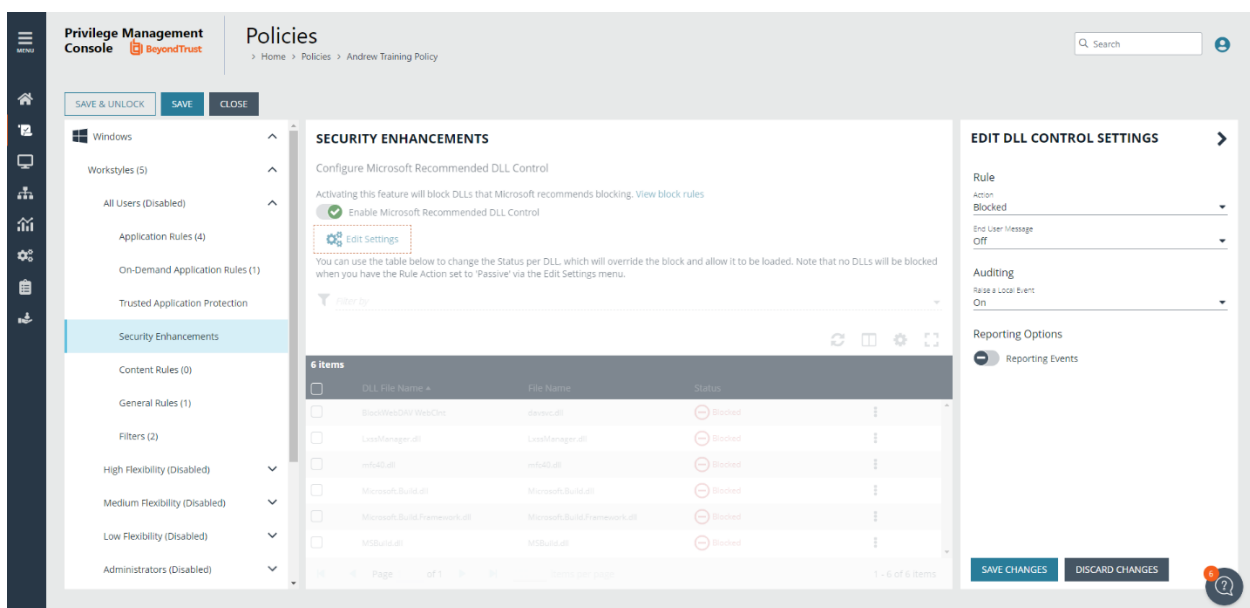 MENU
Privilege Management
Console BeyondTrust
Policies
> Home > Policies > Andrew Training Policy
Search
SAVE & UNLOCK SAVE CLOSE
Windows
Workstyles (5)
All Users (Disabled)
Application Rules (4)
On-Demand Application Rules (1)
Trusted Application Protection
Security Enhancements
Content Rules (0)
General Rules (1)
Filters (2)
High Flexibility (Disabled)
Medium Flexibility (Disabled)
Low Flexibility (Disabled)
Administrators (Disabled)
SECURITY ENHANCEMENTS
Configure Microsoft Recommended DLL Control
Activating this feature will block DLLs that Microsoft recommends blocking. View block rules
Enable Microsoft Recommended DLL Control
Edit Settings
You can use the table below to change the Status per DLL, which will override the block and allow it to be loaded. Note that no DLLs will be blocked
when you have the Rule Action set to 'Passive' via the Edit Settings menu.
Filter by
6 items
DLL File Name File Name Status
BlockWebDAV WebClnt davsvc.dll Blocked
LxssManager.dll LxssManager.dll Blocked
mfc40.dll mfc40.dll Blocked
Microsoft.Build.dll Microsoft.Build.dll Blocked
Microsoft.Build.Framework.dll Microsoft.Build.Framework.dll Blocked
MSBuild.dll MSBuild.dll Blocked
Page of 1 items per page 1 - 6 of 6 items
EDIT DLL CONTROL SETTINGS
Rule
Action
Blocked
End User Message
Off
Auditing
Raise a Local Event
On
Reporting Options
Reporting Events
SAVE CHANGES DISCARD CHANGES
6